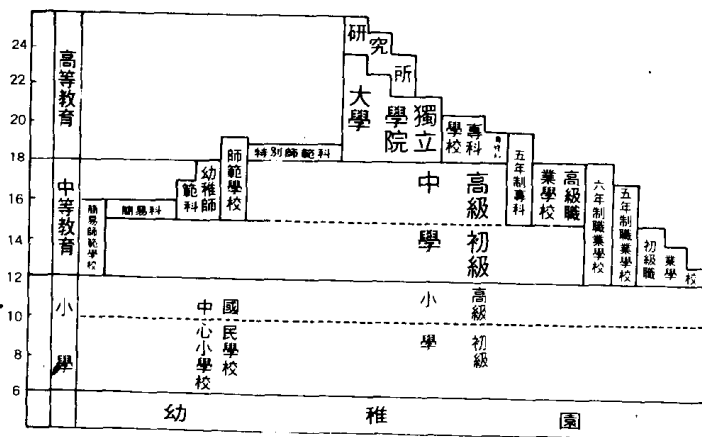 24
22
20
18
16
14
12
10
8
6
高等教育
中等教育
小學
研究所
大學
獨立學院
專科學校
五年制專科
高級職業學校
六年制職業學校
五年制職業學校
初級職業學校
特別師範科
師範學校
幼稚師範科
簡易科
簡易師範學校
中學
高級
初級
小學
高級
初級
國民學校
中心小學校
幼稚園